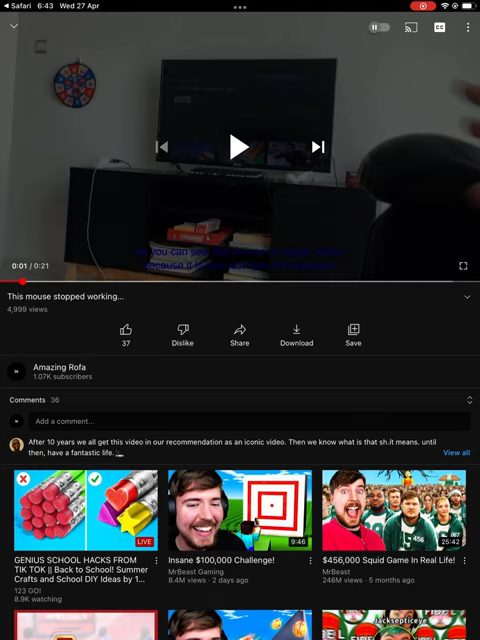 Safari 6:43 Wed 27 Apr
you can see
because it is
0:01 / 0:21
This mouse stopped working...
4,999 views
37
Dislike
Share
Download
Save
Amazing Rofa
1.07K subscribers
Comments 36
Add a comment...
After 10 years we all get this video in our recommendation as an iconic video. Then we know what is that sh.it means. until
then, have a fantastic life.
View all
LIVE
GENIUS SCHOOL HACKS FROM
TIK TOK || Back to School! Summer
Crafts and School DIY Ideas by 1...
123 GO!
8.9K watching
9:46
Insane $100,000 Challenge!
MrBeast Gaming
8.4M views · 2 days ago
25:42
$456,000 Squid Game In Real Life!
MrBeast
246M views · 5 months ago
Jacksepticeye